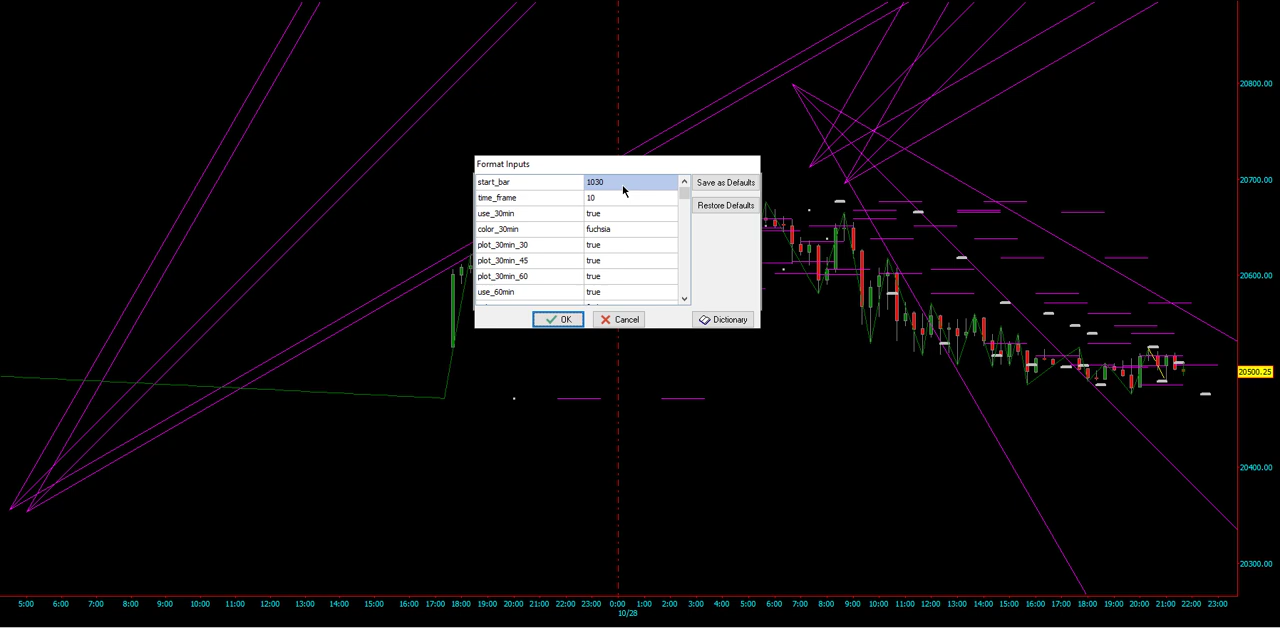 20800.00
Format Inputs
start_bar 1030 Save as Defaults
20700.00
time_frame 10
Restore Defaults
use_30min true
color_30min fuchsia
plot_30min_30 true
plot_30min_45 true
plot_30min_60 true
20600.00
use_60min true
OK Cancel Dictionary
20500.25
20400.00
20300.00
5:00 6:00 7:00 8:00 9:00 10:00 11:00 12:00 13:00 14:00 15:00 16:00 17:00 18:00 19:00 20:00 21:00 22:00 23:00 0:00 1:00 2:00 3:00 4:00 5:00 6:00 7:00 8:00 9:00 10:00 11:00 12:00 13:00 14:00 15:00 16:00 17:00 18:00 19:00 20:00 21:00 22:00 23:00
10/28